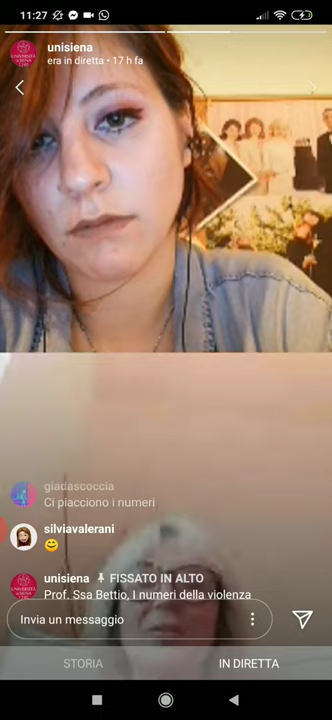 11:27
unisiena
era in diretta • 17 h fa
giadascoccia
Ci piacciono i numeri
silviavalerani
😊
unisiena FISSATO IN ALTO
Prof. Ssa Bettio, I numeri della violenza
Invia un messaggio
STORIA
IN DIRETTA